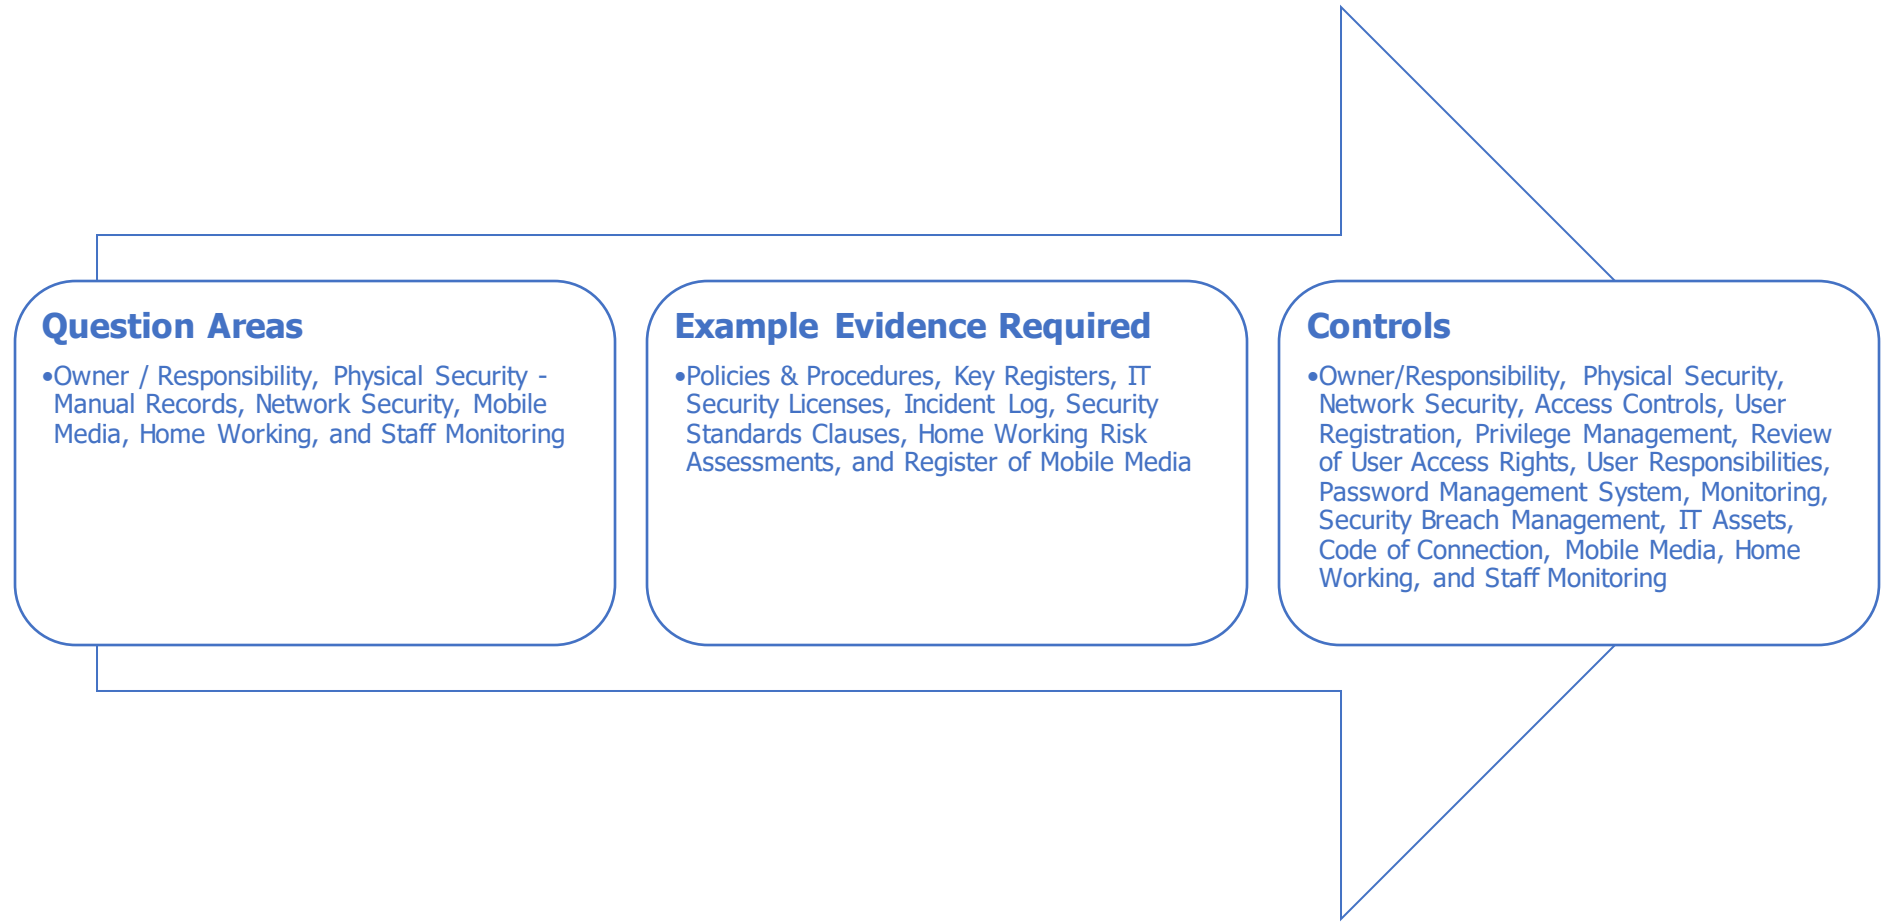 Question Areas
•Owner / Responsibility, Physical Security -
Manual Records, Network Security, Mobile
Media, Home Working, and Staff Monitoring
Example Evidence Required
•Policies & Procedures, Key Registers, IT
Security Licenses, Incident Log, Security
Standards Clauses, Home Working Risk
Assessments, and Register of Mobile Media
Controls
•Owner/Responsibility, Physical Security,
Network Security, Access Controls, User
Registration, Privilege Management, Review
of User Access Rights, User Responsibilities,
Password Management System, Monitoring,
Security Breach Management, IT Assets,
Code of Connection, Mobile Media, Home
Working, and Staff Monitoring